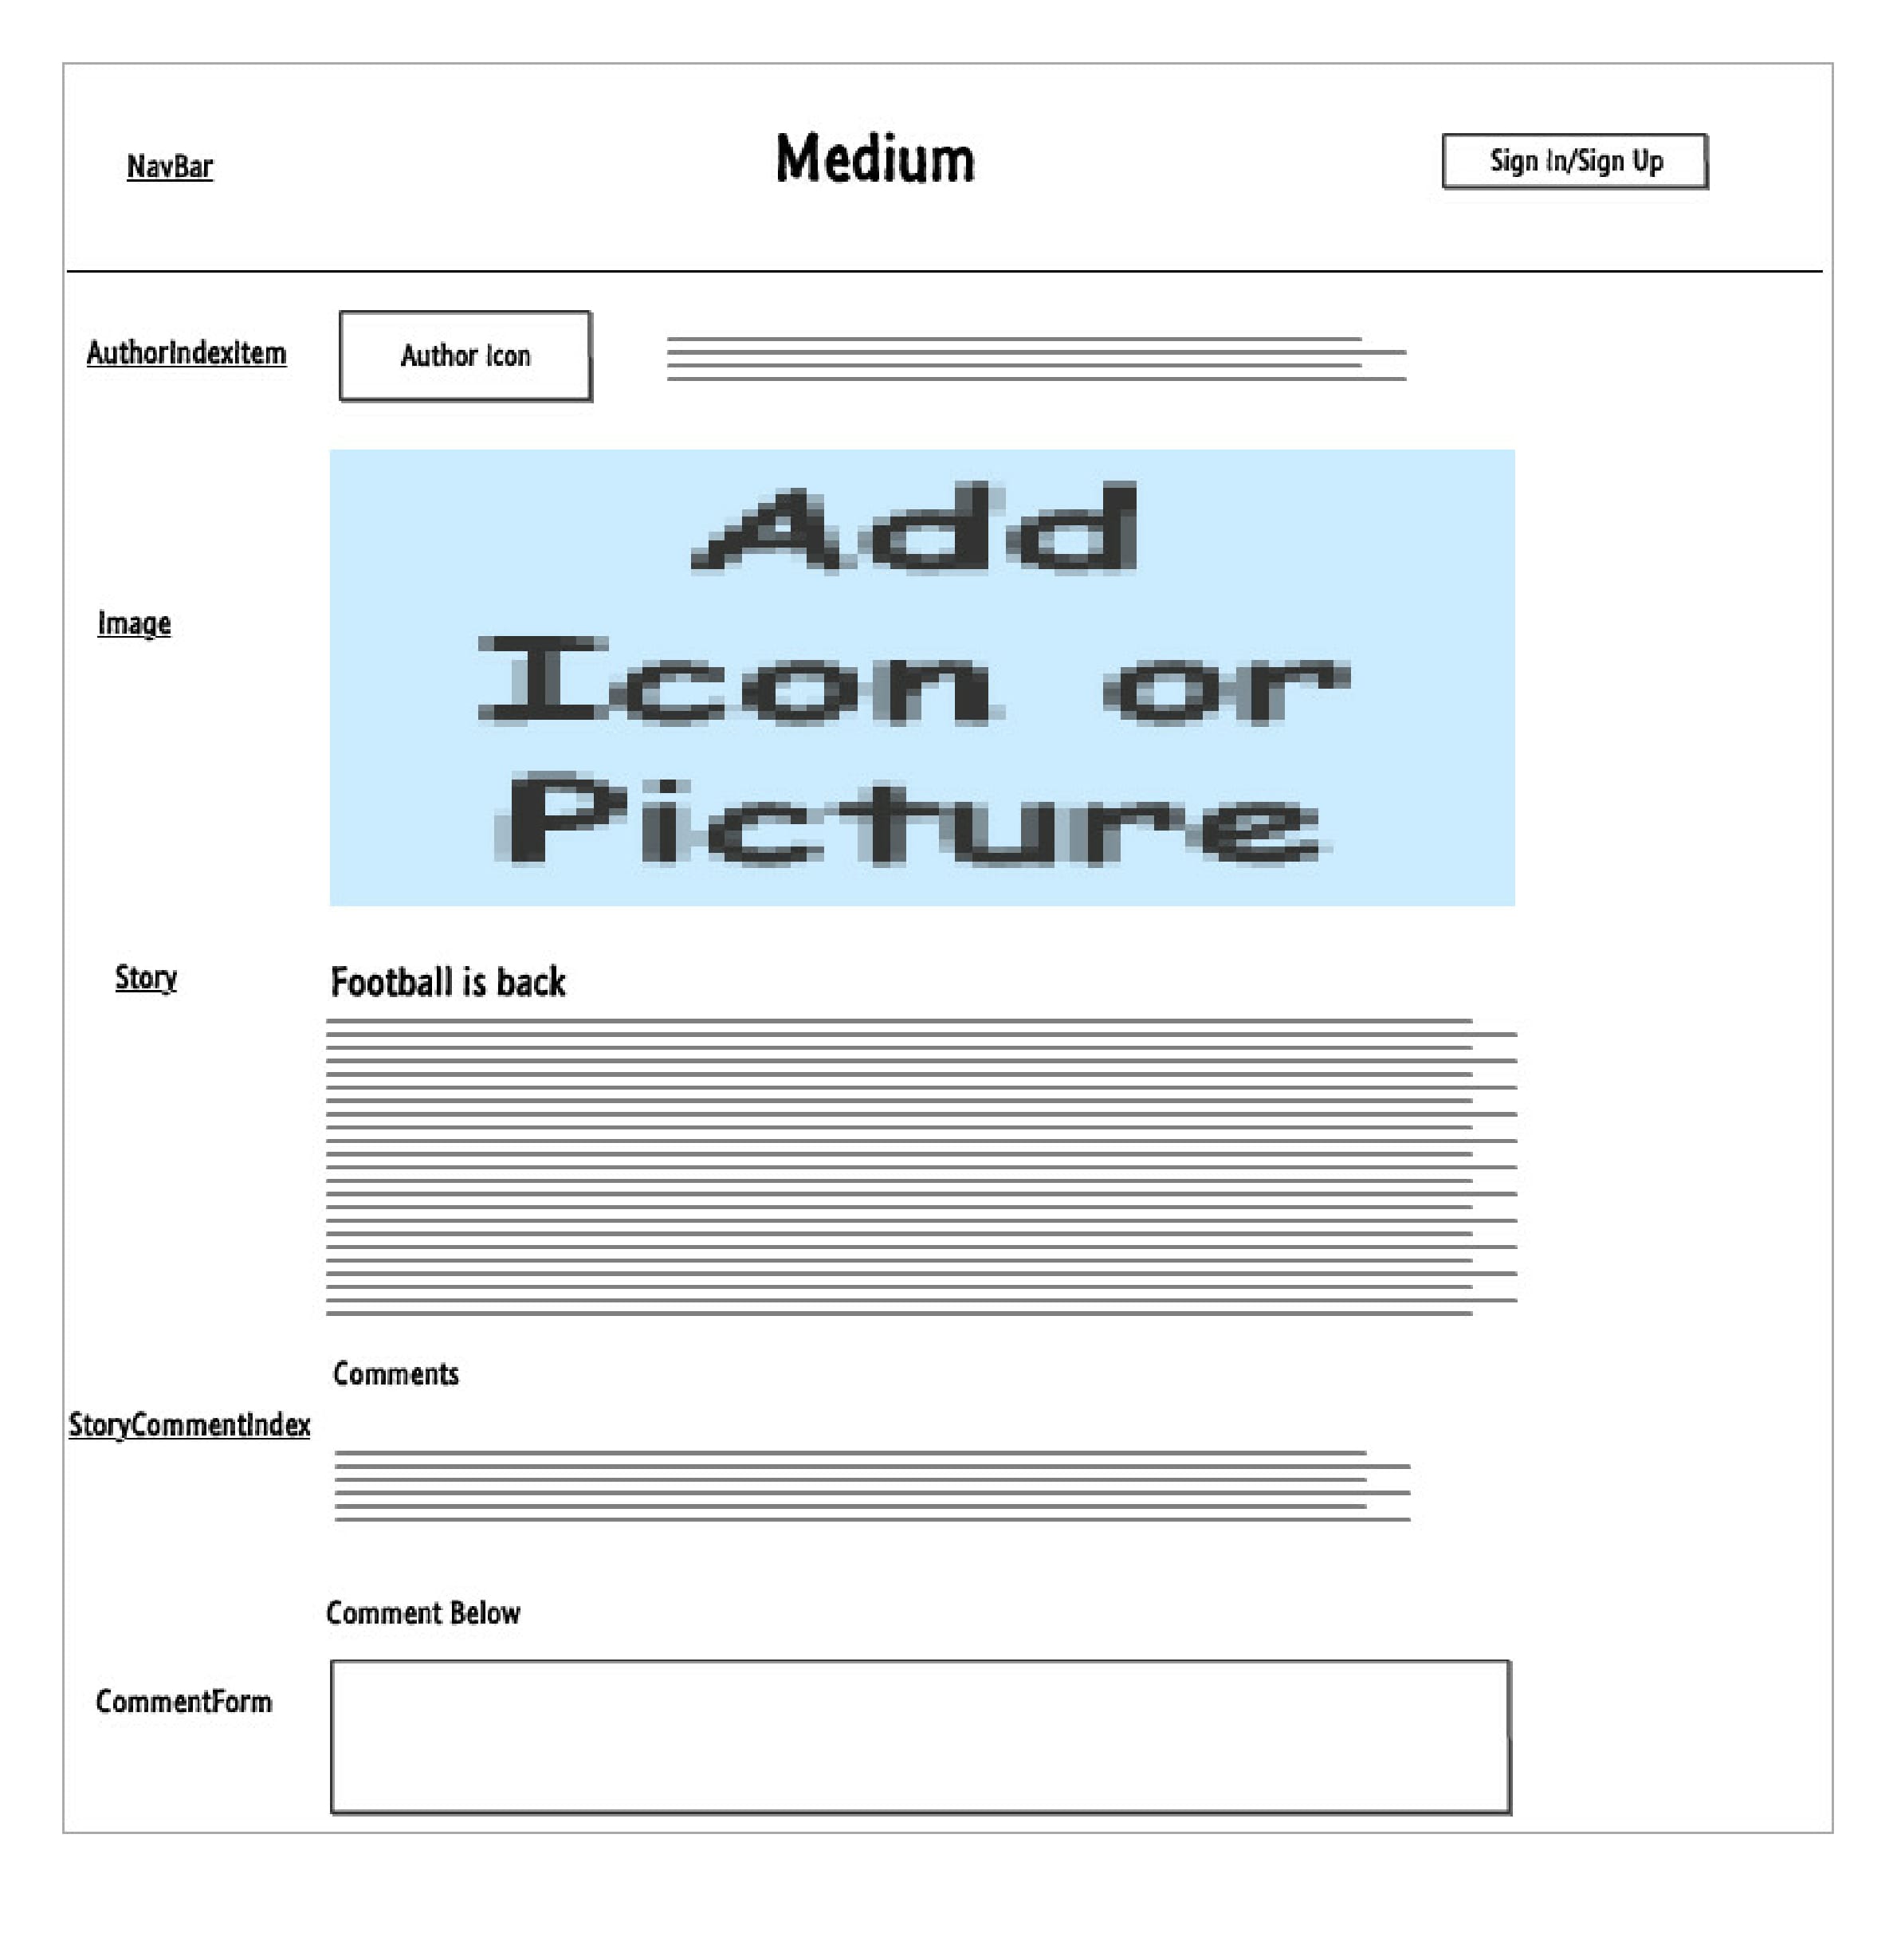 NavBar
Medium
Sign In/Sign Up
AuthorIndexItem
Author Icon
Add
Icon or
Picture
Image
Story
Football is back
Comments
StoryCommentIndex
Comment Below
CommentForm